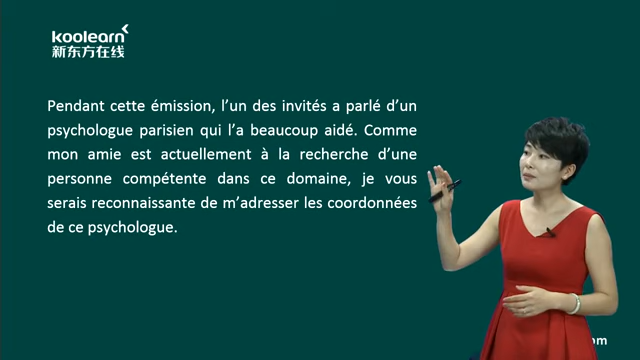 koolearn
新东方在线
Pendant cette émission, l’un des invités a parlé d’un
psychologue parisien qui l’a beaucoup aidé. Comme
mon amie est actuellement à la recherche d’une
personne compétente dans ce domaine, je vous
serais reconnaissante de m’adresser les coordonnées
de ce psychologue.
om